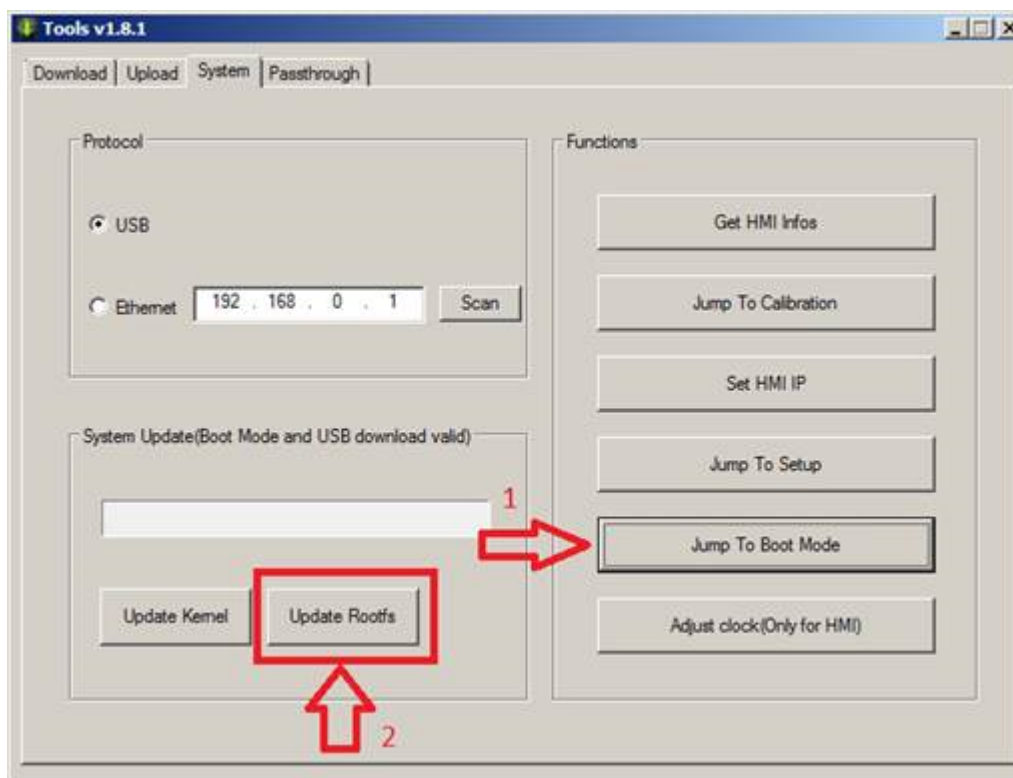 Tools v1.8.1
Download
Upload
System
Passthrough
Protocol
USB
Ethernet
192 . 168 . 0 . 1
Scan
System Update(Boot Mode and USB download valid)
Update Kernel
Update Rootfs
Functions
Get HMI Infos
Jump To Calibration
Set HMI IP
Jump To Setup
1
Jump To Boot Mode
Adjust clock(Only for HMI)
2